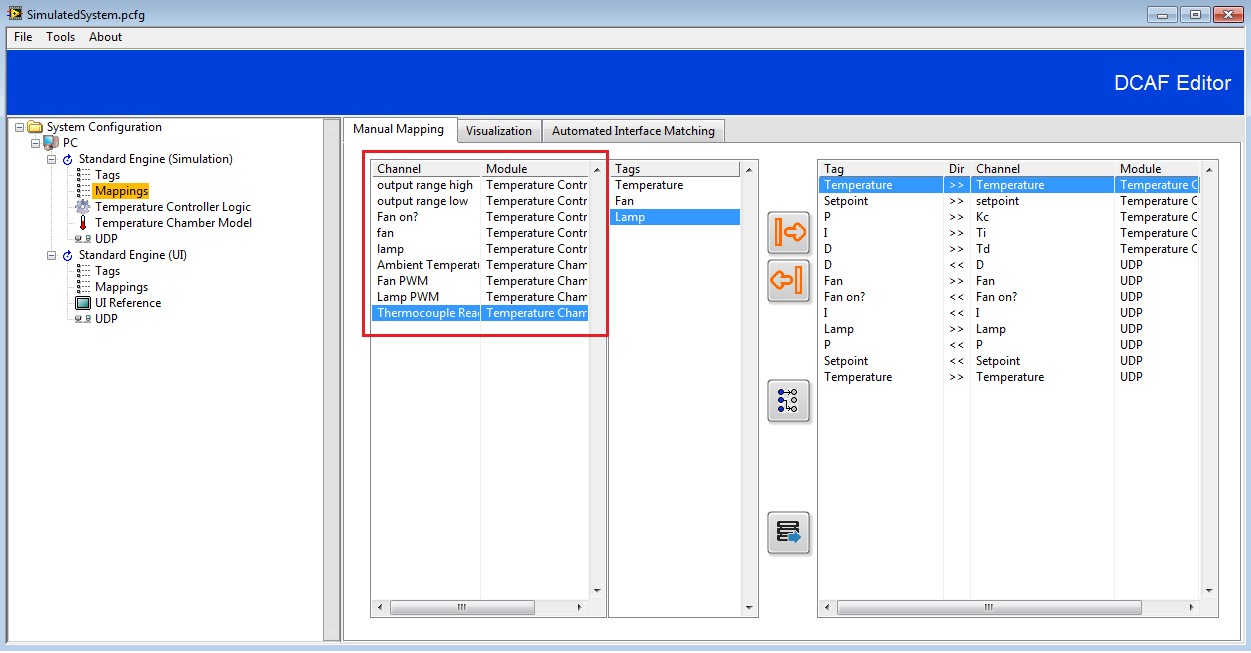 SimulatedSystem.pcfg
File Tools About
DCAF Editor
System Configuration
PC
Standard Engine (Simulation)
Tags
Mappings
Temperature Controller Logic
Temperature Chamber Model
UDP
Standard Engine (UI)
Tags
Mappings
UI Reference
UDP
Manual Mapping Visualization Automated Interface Matching
Channel Module
output range high Temperature Contr
output range low Temperature Contr
Fan on? Temperature Contr
fan Temperature Contr
lamp Temperature Contr
Ambient Temperatu Temperature Cham
Fan PWM Temperature Cham
Lamp PWM Temperature Cham
Thermocouple Rea Temperature Cham
Tags
Temperature
Fan
Lamp
Tag Dir Channel Module
Temperature >> Temperature Temperature C
Setpoint >> setpoint Temperature C
P >> Kc Temperature C
I >> Ti Temperature C
D >> Td Temperature C
D << D UDP
Fan >> Fan UDP
Fan on? << Fan on? UDP
I << I UDP
Lamp >> Lamp UDP
P << P UDP
Setpoint << Setpoint UDP
Temperature >> Temperature UDP